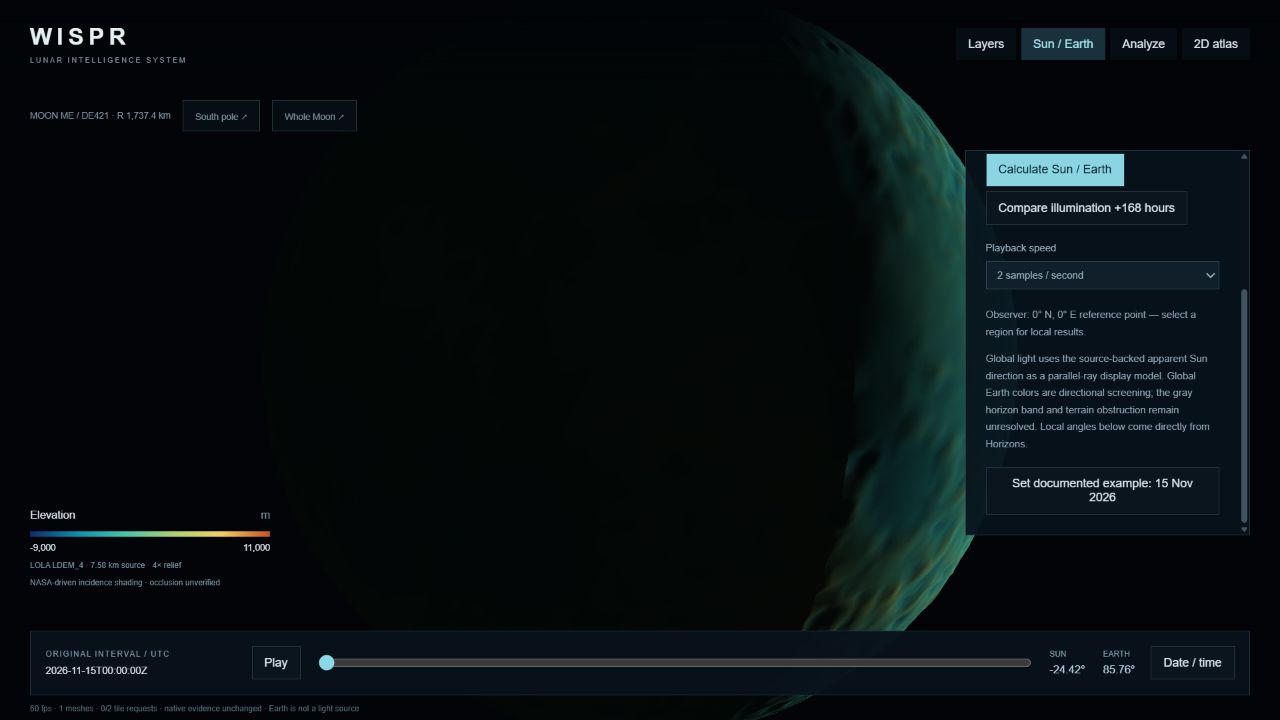 WISPR
LUNAR INTELLIGENCE SYSTEM
Layers
Sun / Earth
Analyze
2D atlas
MOON ME / DE421 · R 1,737.4 km
South pole ↗
Whole Moon ↗
Calculate Sun / Earth
Compare illumination +168 hours
Playback speed
2 samples / second
Observer: 0° N, 0° E reference point — select a
region for local results.
Global light uses the source-backed apparent Sun
direction as a parallel-ray display model. Global
Earth colors are directional screening; the gray
horizon band and terrain obstruction remain
unresolved. Local angles below come directly from
Horizons.
Set documented example: 15 Nov
2026
Elevation m
-9,000 11,000
LOLA LDEM_4 · 7.58 km source · 4× relief
NASA-driven incidence shading · occlusion unverified
ORIGINAL INTERVAL / UTC
2026-11-15T00:00:00Z
Play
SUN
-24.42°
EARTH
85.76°
Date / time
60 fps · 1 meshes · 0/2 tile requests · native evidence unchanged · Earth is not a light source